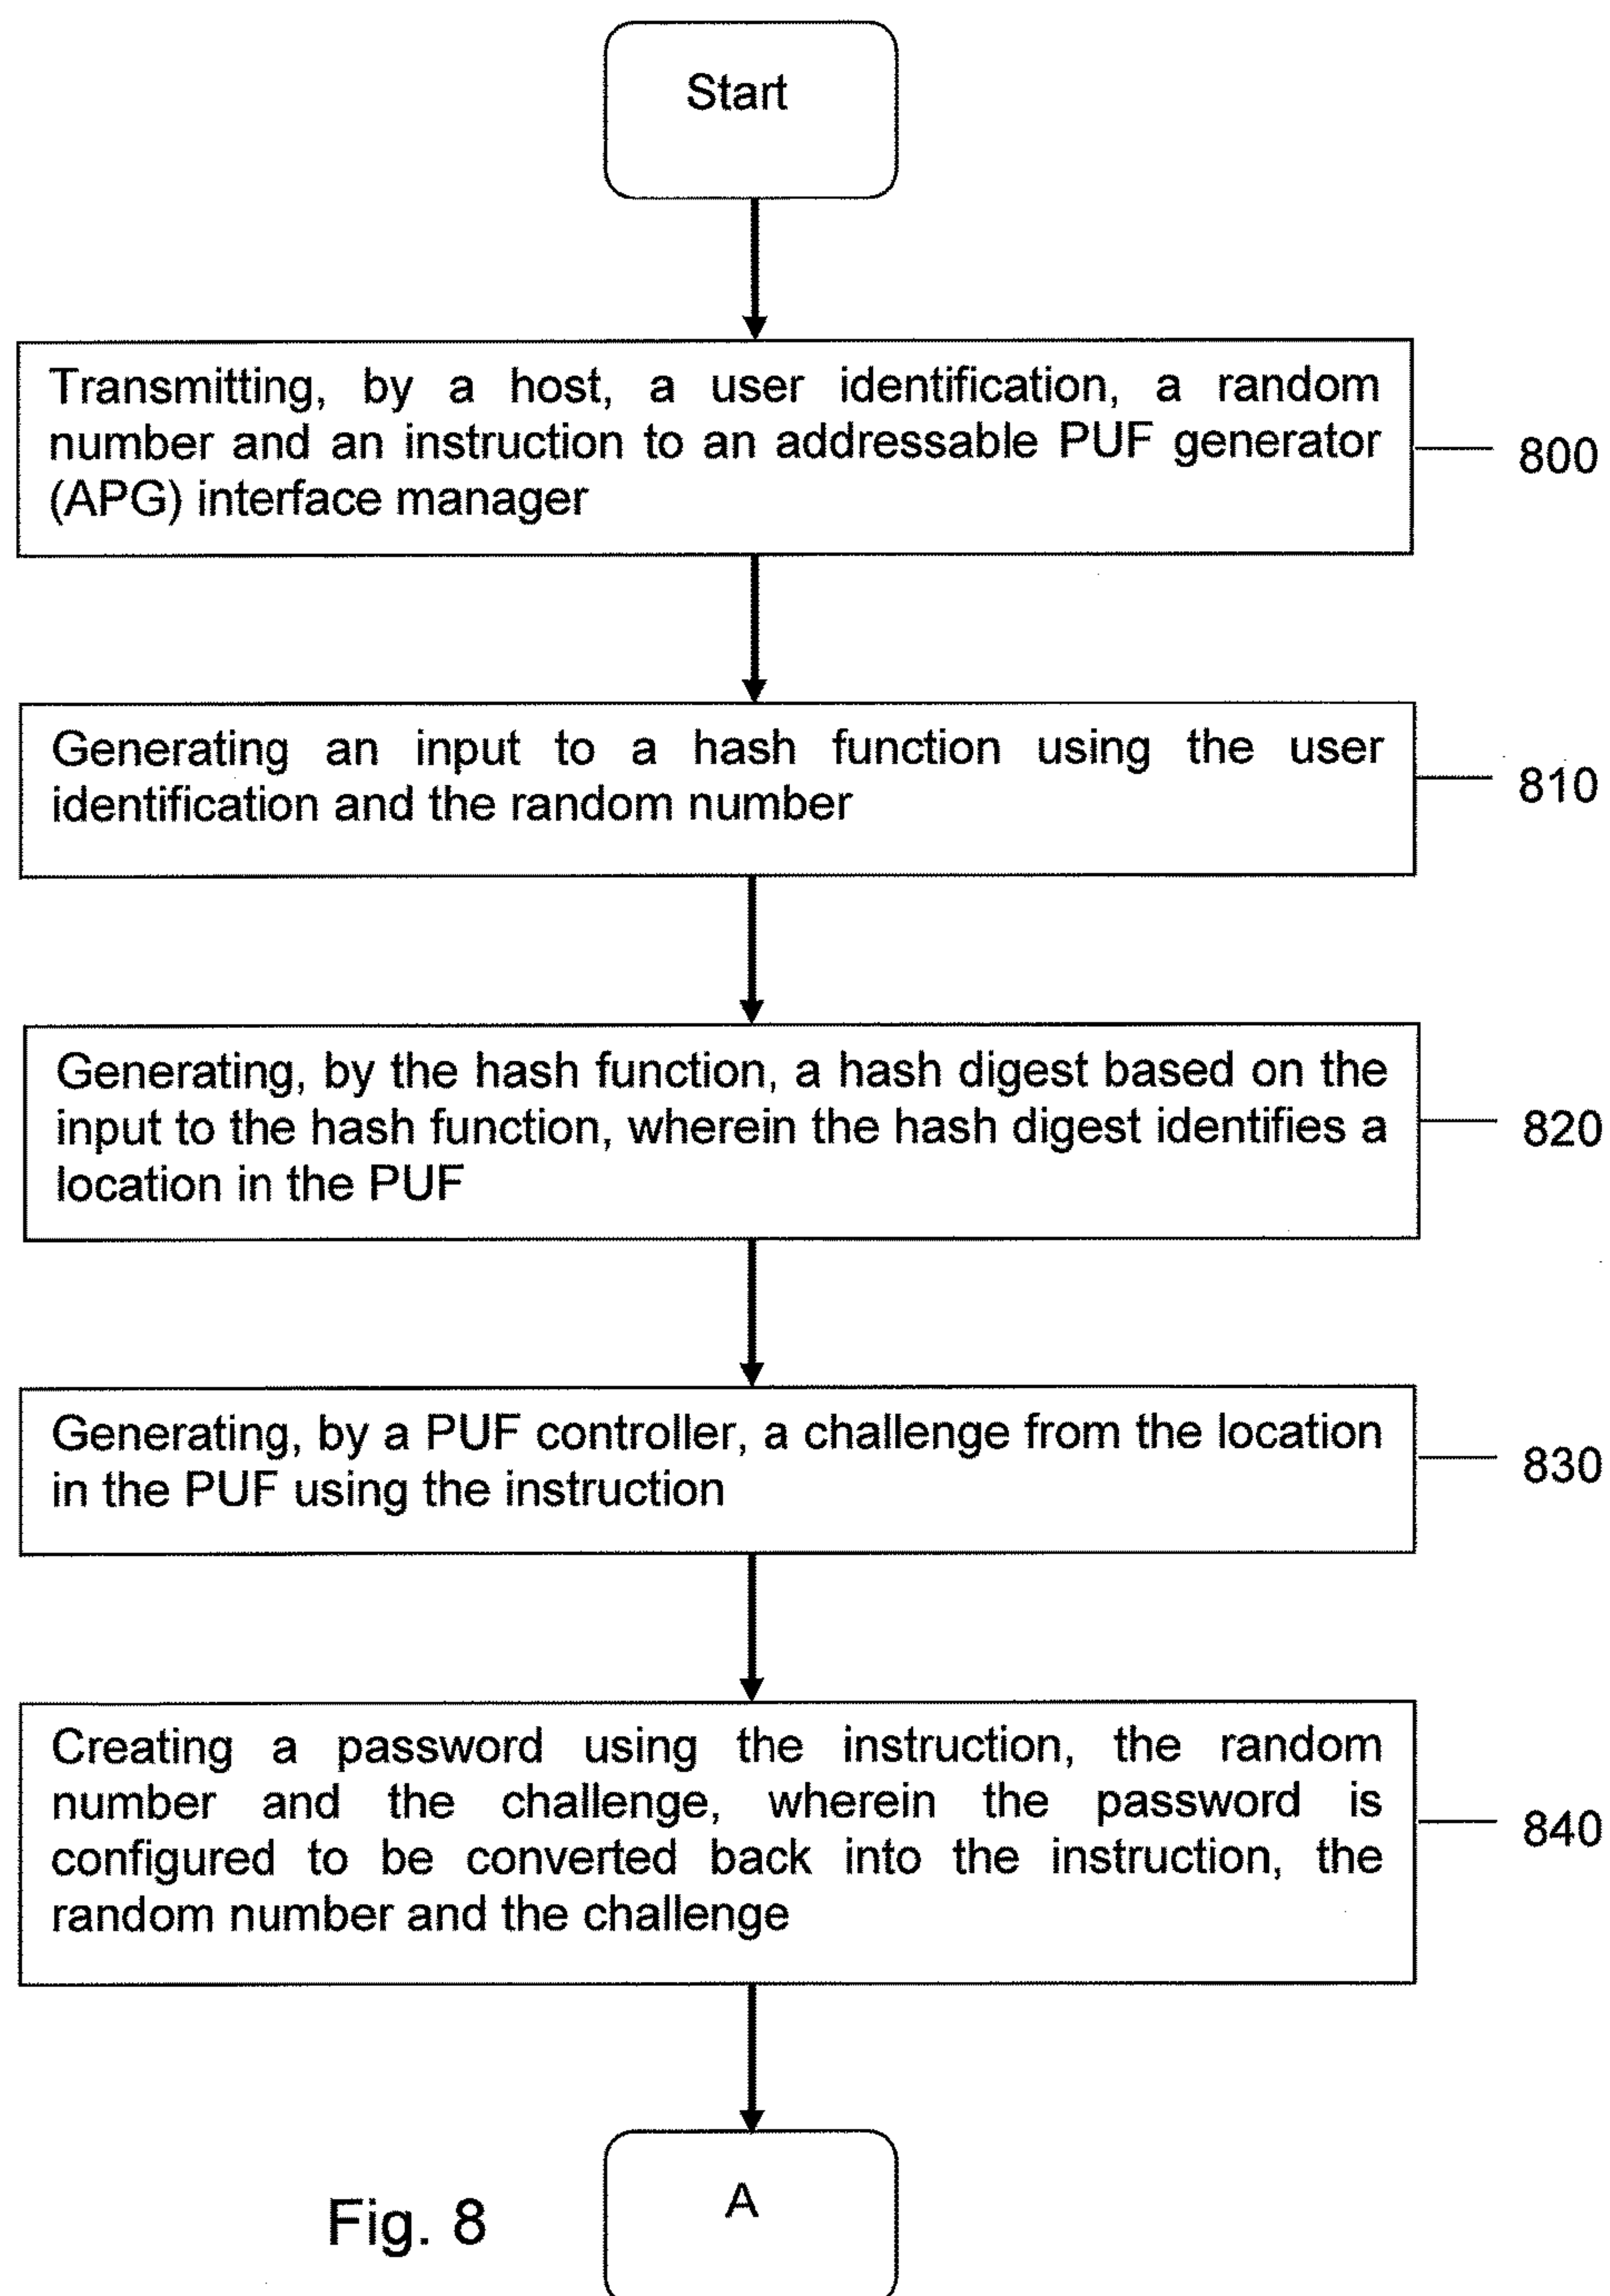 Start
Transmitting, by a host, a user identification, a random
number and an instruction to an addressable PUF generator
(APG) interface manager
800
Generating an input to a hash function using the user
identification and the random number
810
Generating, by the hash function, a hash digest based on the
input to the hash function, wherein the hash digest identifies a
location in the PUF
820
Generating, by a PUF controller, a challenge from the location
in the PUF using the instruction
830
Creating a password using the instruction, the random
number and the challenge, wherein the password is
configured to be converted back into the instruction, the
random number and the challenge
840
A
Fig. 8